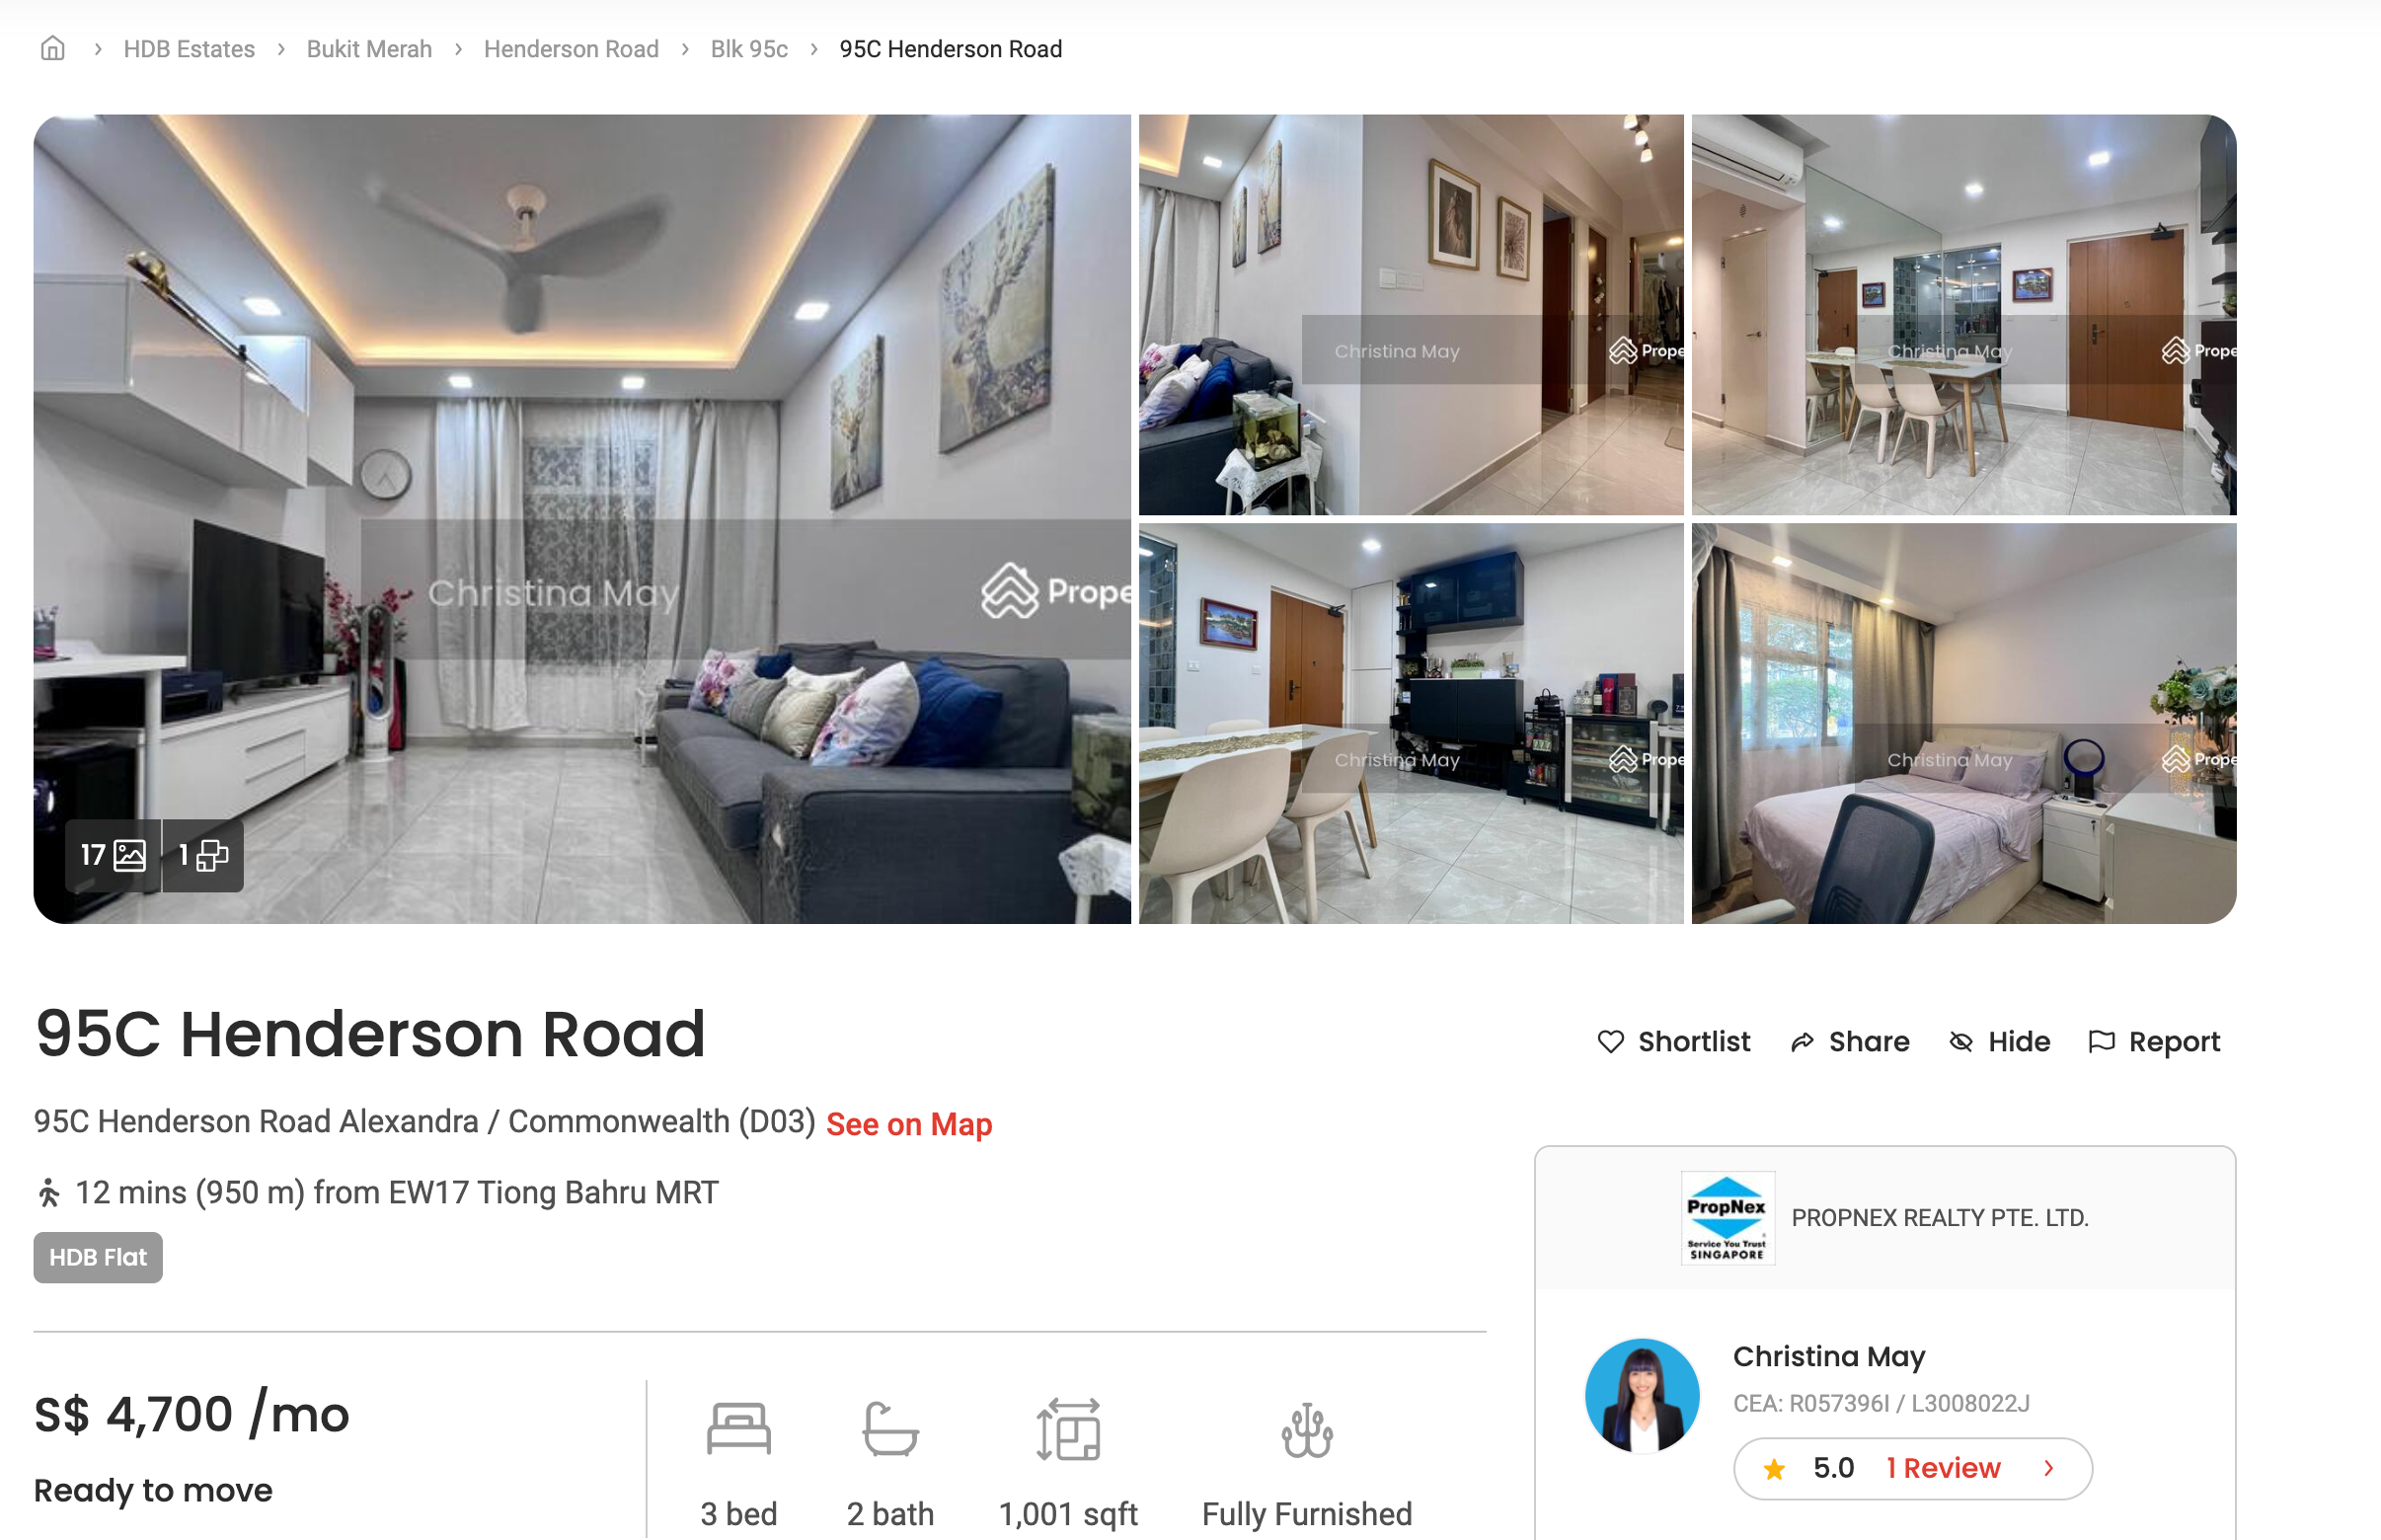 HDB Estates > Bukit Merah > Henderson Road > Blk 95c > 95C Henderson Road
Christina May
Prope
Christina May
Prope
Christina May
Prope
Christina May
Prope
Christina May
Prope
17
1
95C Henderson Road
Shortlist Share Hide Report
95C Henderson Road Alexandra / Commonwealth (D03) See on Map
12 mins (950 m) from EW17 Tiong Bahru MRT
HDB Flat
S$ 4,700 /mo
Ready to move
3 bed
2 bath
1,001 sqft
Fully Furnished
PropNex
Service You Trust
SINGAPORE
PROPNEX REALTY PTE. LTD.
Christina May
CEA: R057396I / L3008022J
5.0 1 Review >